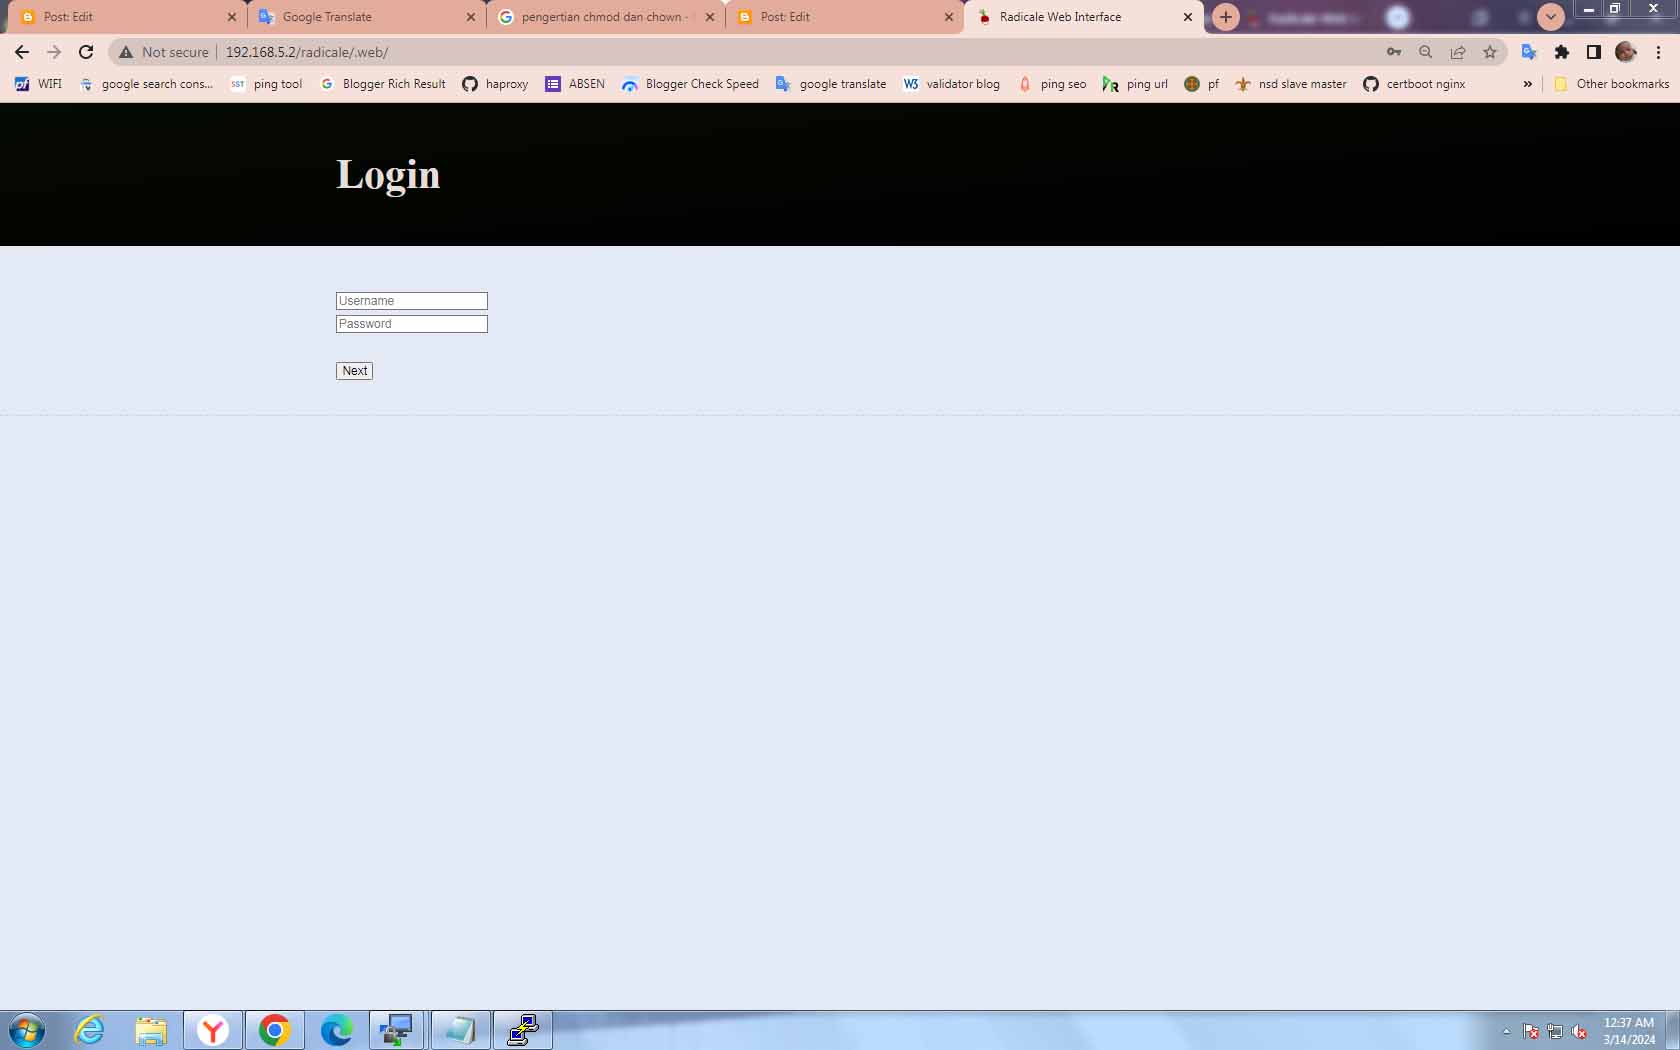 Post: Edit
Google Translate
pengertian chmod dan chown -
Post: Edit
Radicale Web Interface
Not secure
192.168.5.2/radicale/.web/
WIFI
google search cons...
SST
ping tool
Blogger Rich Result
haproxy
ABSEN
Blogger Check Speed
google translate
W3
validator blog
ping seo
ping url
pf
nsd slave master
certboot nginx
»
Other bookmarks
Login
Username
Password
Next
12:37 AM
3/14/2024